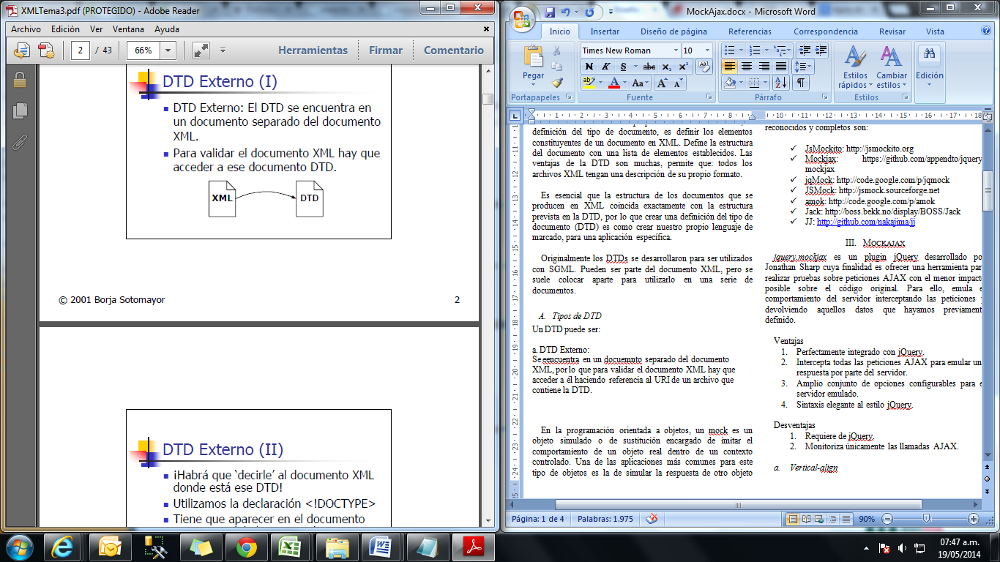 XMLTema3.pdf (PROTEGIDO) - Adobe Reader
Archivo Edición Ver Ventana Ayuda
2 / 43 66% Herramientas Firmar Comentario
DTD Externo (I)
DTD Externo: El DTD se encuentra en
un documento separado del documento
XML.
Para validar el documento XML hay que
acceder a ese documento DTD.
XML DTD
© 2001 Borja Sotomayor 2
DTD Externo (II)
¡Habrá que ‘decirle’ al documento XML
donde está ese DTD!
Utilizamos la declaración <!DOCTYPE>
Tiene que aparecer en el documento
MockAjax.docx - Microsoft Word
Inicio Insertar Diseño de página Referencias Correspondencia Revisar Vista
Times New Roman 10
Pegar
N K S abc x₂ x²
Aa A A
Estilos rápidos
Cambiar estilos
Edición
Portapapeles Fuente Párrafo Estilos
1 2 3 4 5 6 7 8 10 11 12 13 14 15 16 17 18
definición del tipo de documento, es definir los elementos
constituyentes de un documento en XML. Define la estructura
del documento con una lista de elementos establecidos. Las
ventajas de la DTD son muchas, permite que: todos los
archivos XML tengan una descripción de su propio formato.
Es esencial que la estructura de los documentos que se
producen en XML coincida exactamente con la estructura
prevista en la DTD, por lo que crear una definición del tipo de
documento (DTD) es como crear nuestro propio lenguaje de
marcado, para una aplicación específica.
Originalmente los DTDs se desarrollaron para ser utilizados
con SGML. Pueden ser parte del documento XML, pero se
suele colocar aparte para utilizarlo en una serie de
documentos.
A. Tipos de DTD
Un DTD puede ser:
a. DTD Externo:
Se eencuentra en un docuemnto separado del documento
XML, por lo que para validar el documento XML hay que
acceder a él haciendo referencia al URI de un archivo que
contiene la DTD.
En la programación orientada a objetos, un mock es un
objeto simulado o de sustitución encargado de imitar el
comportamiento de un objeto real dentro de un contexto
controlado. Una de las aplicaciones más comunes para este
tipo de objetos es la de simular la respuesta de otro objeto
reconocidos y completos son:
JsMockito: http://jsmockito.org
Mockjax: https://github.com/appendto/jquery
mockjax
jqMock: http://code.google.com/p/jqmock
JSMock: http://jsmock.sourceforge.net
amok: http://code.google.com/p/amok
Jack: http://boss.bekk.no/display/BOSS/Jack
JJ: http://github.com/nakajima/jj
III. MOCKAJAX
jquery.mockjax es un plugin jQuery desarrollado po
Jonathan Sharp cuya finalidad es ofrecer una herramienta par
realizar pruebas sobre peticiones AJAX con el menor impact
posible sobre el código original. Para ello, emula e
comportamiento del servidor interceptando las peticiones
devolviendo aquellos datos que hayamos previament
definido.
Ventajas
1. Perfectamente integrado con jQuery.
2. Intercepta todas las peticiones AJAX para emular un
respuesta por parte del servidor.
3. Amplio conjunto de opciones configurables para e
servidor emulado.
4. Sintaxis elegante al estilo jQuery.
Desventajas
1. Requiere de jQuery.
2. Monitoriza únicamente las llamadas AJAX.
a. Vertical-align
Página: 1 de 4 Palabras: 1.975 90%
07:47 a.m.
19/05/2014